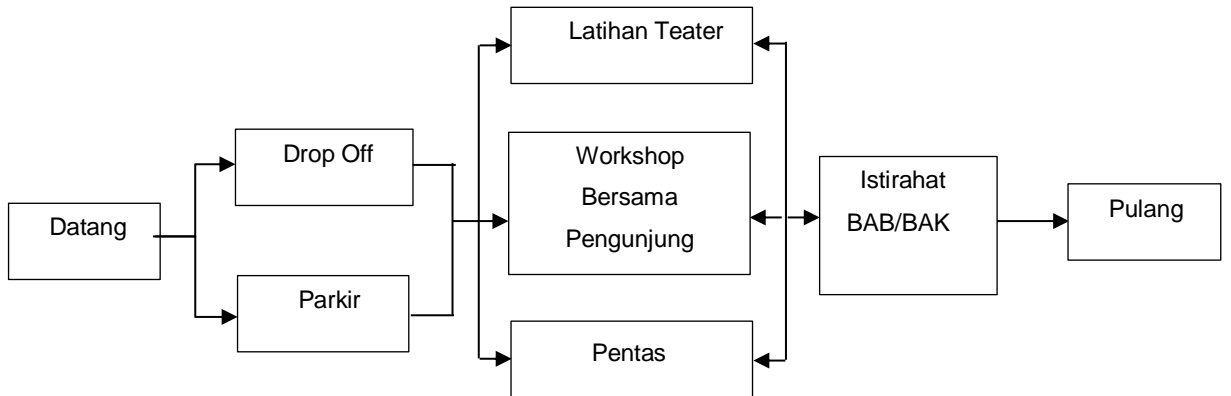 Datang
Drop Off
Parkir
Latihan Teater
Workshop
Bersama
Pengunjung
Pentas
Istirahat
BAB/BAK
Pulang